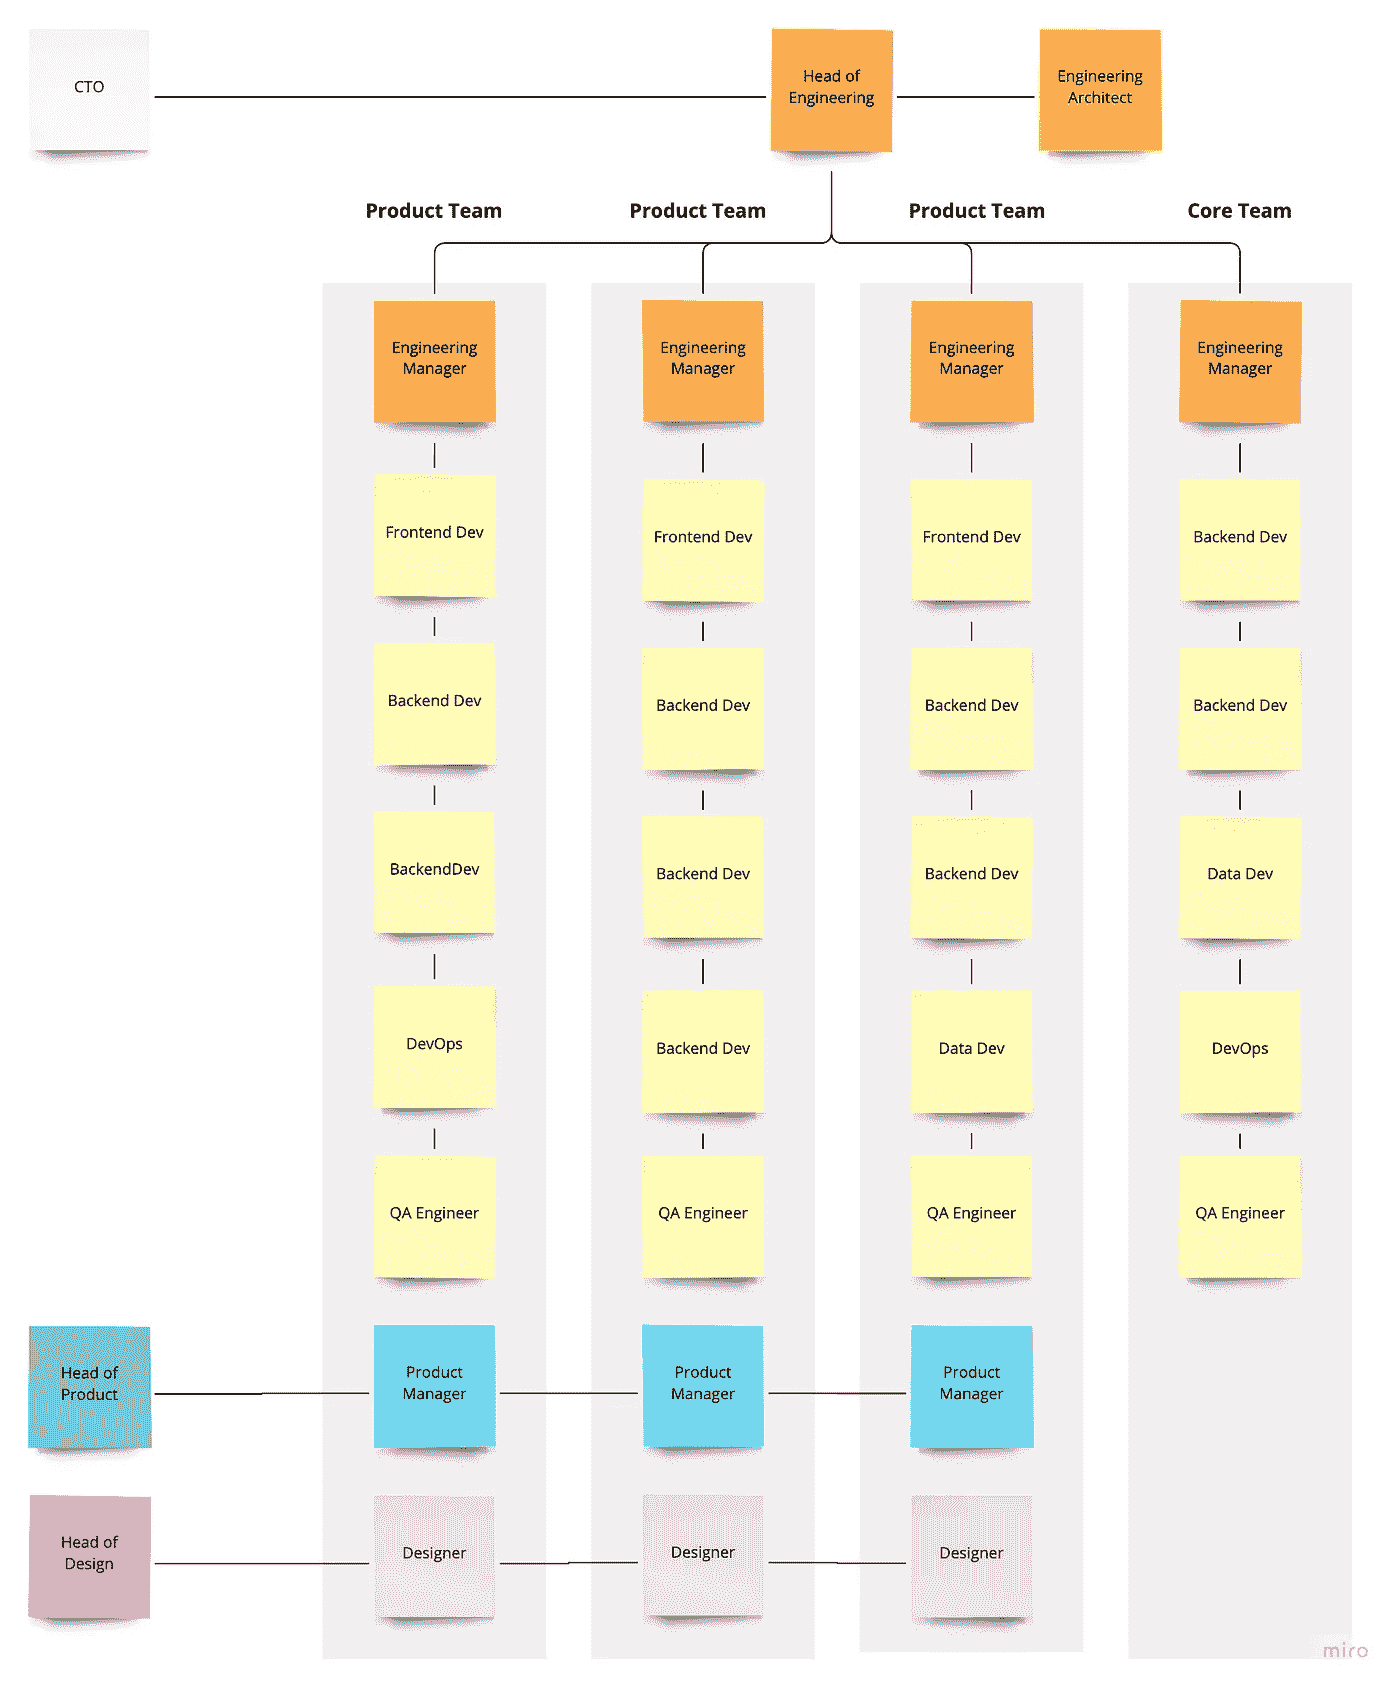 CTO
Head of
Engineering
Engineering
Architect
Product Team
Product Team
Product Team
Core Team
Engineering
Manager
Engineering
Manager
Engineering
Manager
Engineering
Manager
Frontend Dev
Frontend Dev
Frontend Dev
Backend Dev
Backend Dev
Backend Dev
Backend Dev
Backend Dev
BackendDev
Backend Dev
Backend Dev
Data Dev
DevOps
Backend Dev
Data Dev
DevOps
QA Engineer
QA Engineer
QA Engineer
QA Engineer
Head of
Product
Product
Manager
Product
Manager
Product
Manager
Head of
Design
Designer
Designer
Designer
miro